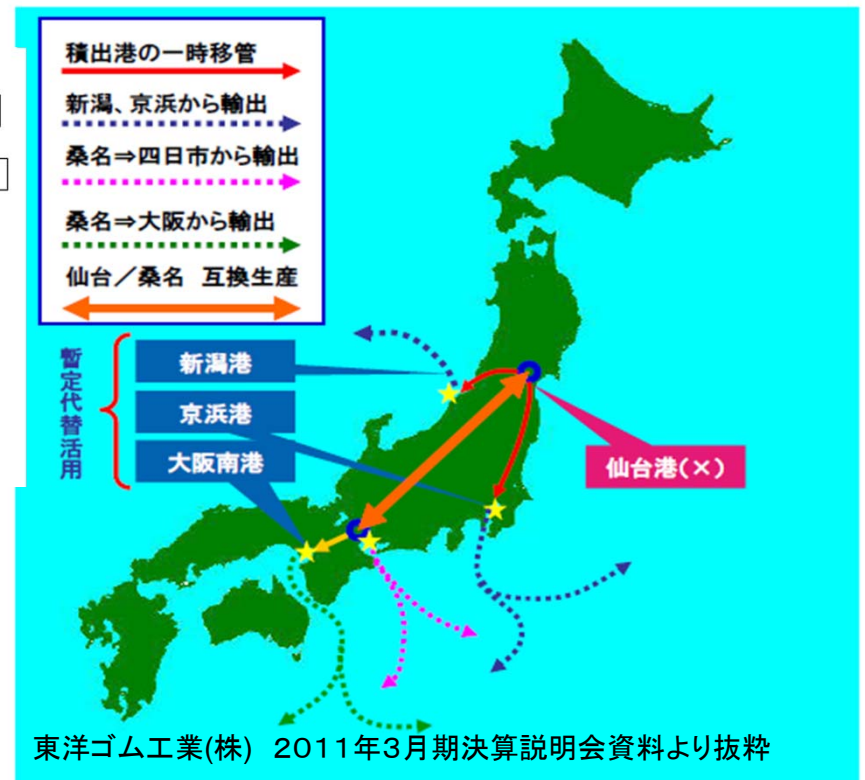 積出港の一時移管
新潟、京浜から輸出
桑名⇒四日市から輸出
桑名⇒大阪から輸出
仙台／桑名 互換生産
暫定代替活用
新潟港
京浜港
大阪南港
仙台港(×)
東洋ゴム工業(株) 2011年3月期決算説明会資料より抜粋